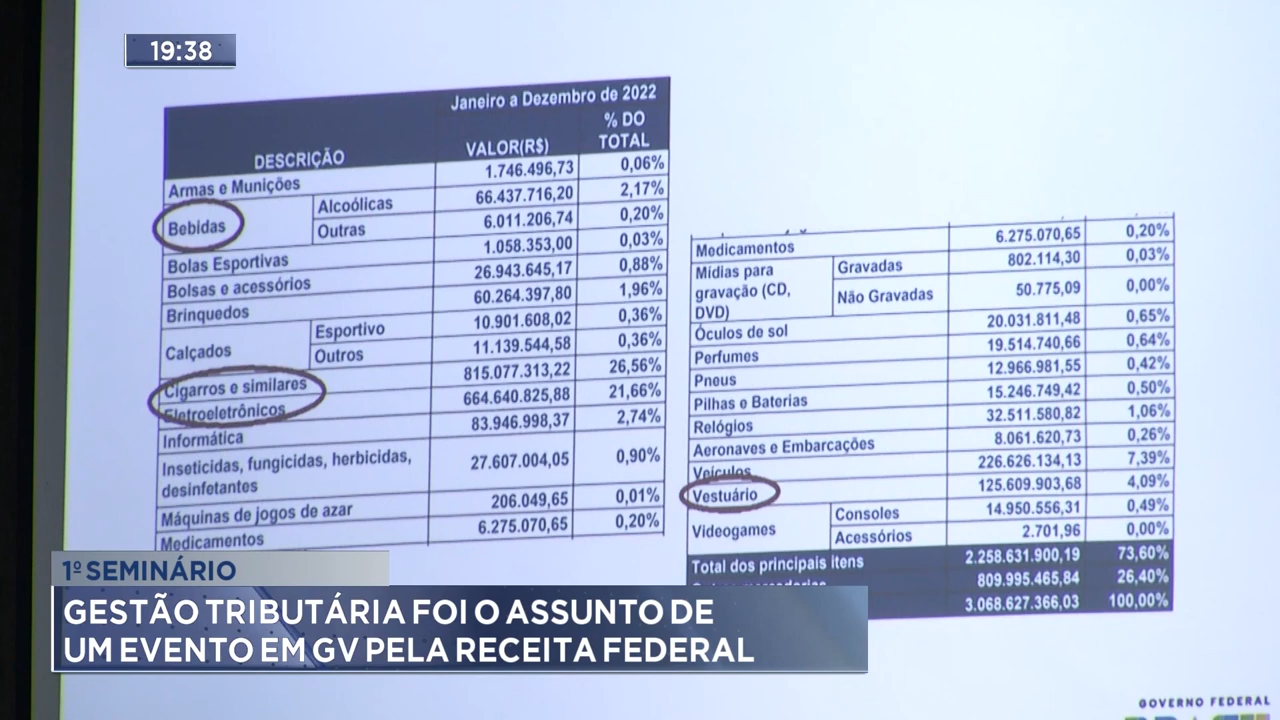 19:38
Janeiro a Dezembro de 2022
DESCRIÇÃO VALOR(R$) % DO TOTAL
Armas e Munições 1.746.496,73 0,06%
Bebidas Alcoólicas 66.437.716,20 2,17%
Outras 6.011.206,74 0,20%
Bolas Esportivas 1.058.353,00 0,03%
Bolsas e acessórios 26.943.645,17 0,88%
Brinquedos 60.264.397,80 1,96%
Calçados Esportivo 10.901.608,02 0,36%
Outros 11.139.544,58 0,36%
Cigarros e similares 815.077.313,22 26,56%
Eletroeletrônicos 664.640.825,88 21,66%
Informática 83.946.998,37 2,74%
Inseticidas, fungicidas, herbicidas,
desinfetantes 27.607.004,05 0,90%
Máquinas de jogos de azar 206.049,65 0,01%
Medicamentos 6.275.070,65 0,20%
Medicamentos 6.275.070,65 0,20%
Mídias para Gravadas 802.114,30 0,03%
gravação (CD, Não Gravadas 50.775,09 0,00%
DVD)
Óculos de sol 20.031.811,48 0,65%
Perfumes 19.514.740,66 0,64%
Pneus 12.966.981,55 0,42%
Pilhas e Baterias 15.246.749,42 0,50%
Relógios 32.511.580,82 1,06%
Aeronaves e Embarcações 8.061.620,73 0,26%
Veículos 226.626.134,13 7,39%
Vestuário 125.609.903,68 4,09%
Videogames Consoles 14.950.556,31 0,49%
Acessórios 2.701,96 0,00%
Total dos principais itens 2.258.631.900,19 73,60%
809.995.465,84 26,40%
3.068.627.366,03 100,00%
1º SEMINÁRIO
GESTÃO TRIBUTÁRIA FOI O ASSUNTO DE
UM EVENTO EM GV PELA RECEITA FEDERAL
GOVERNO FEDERAL